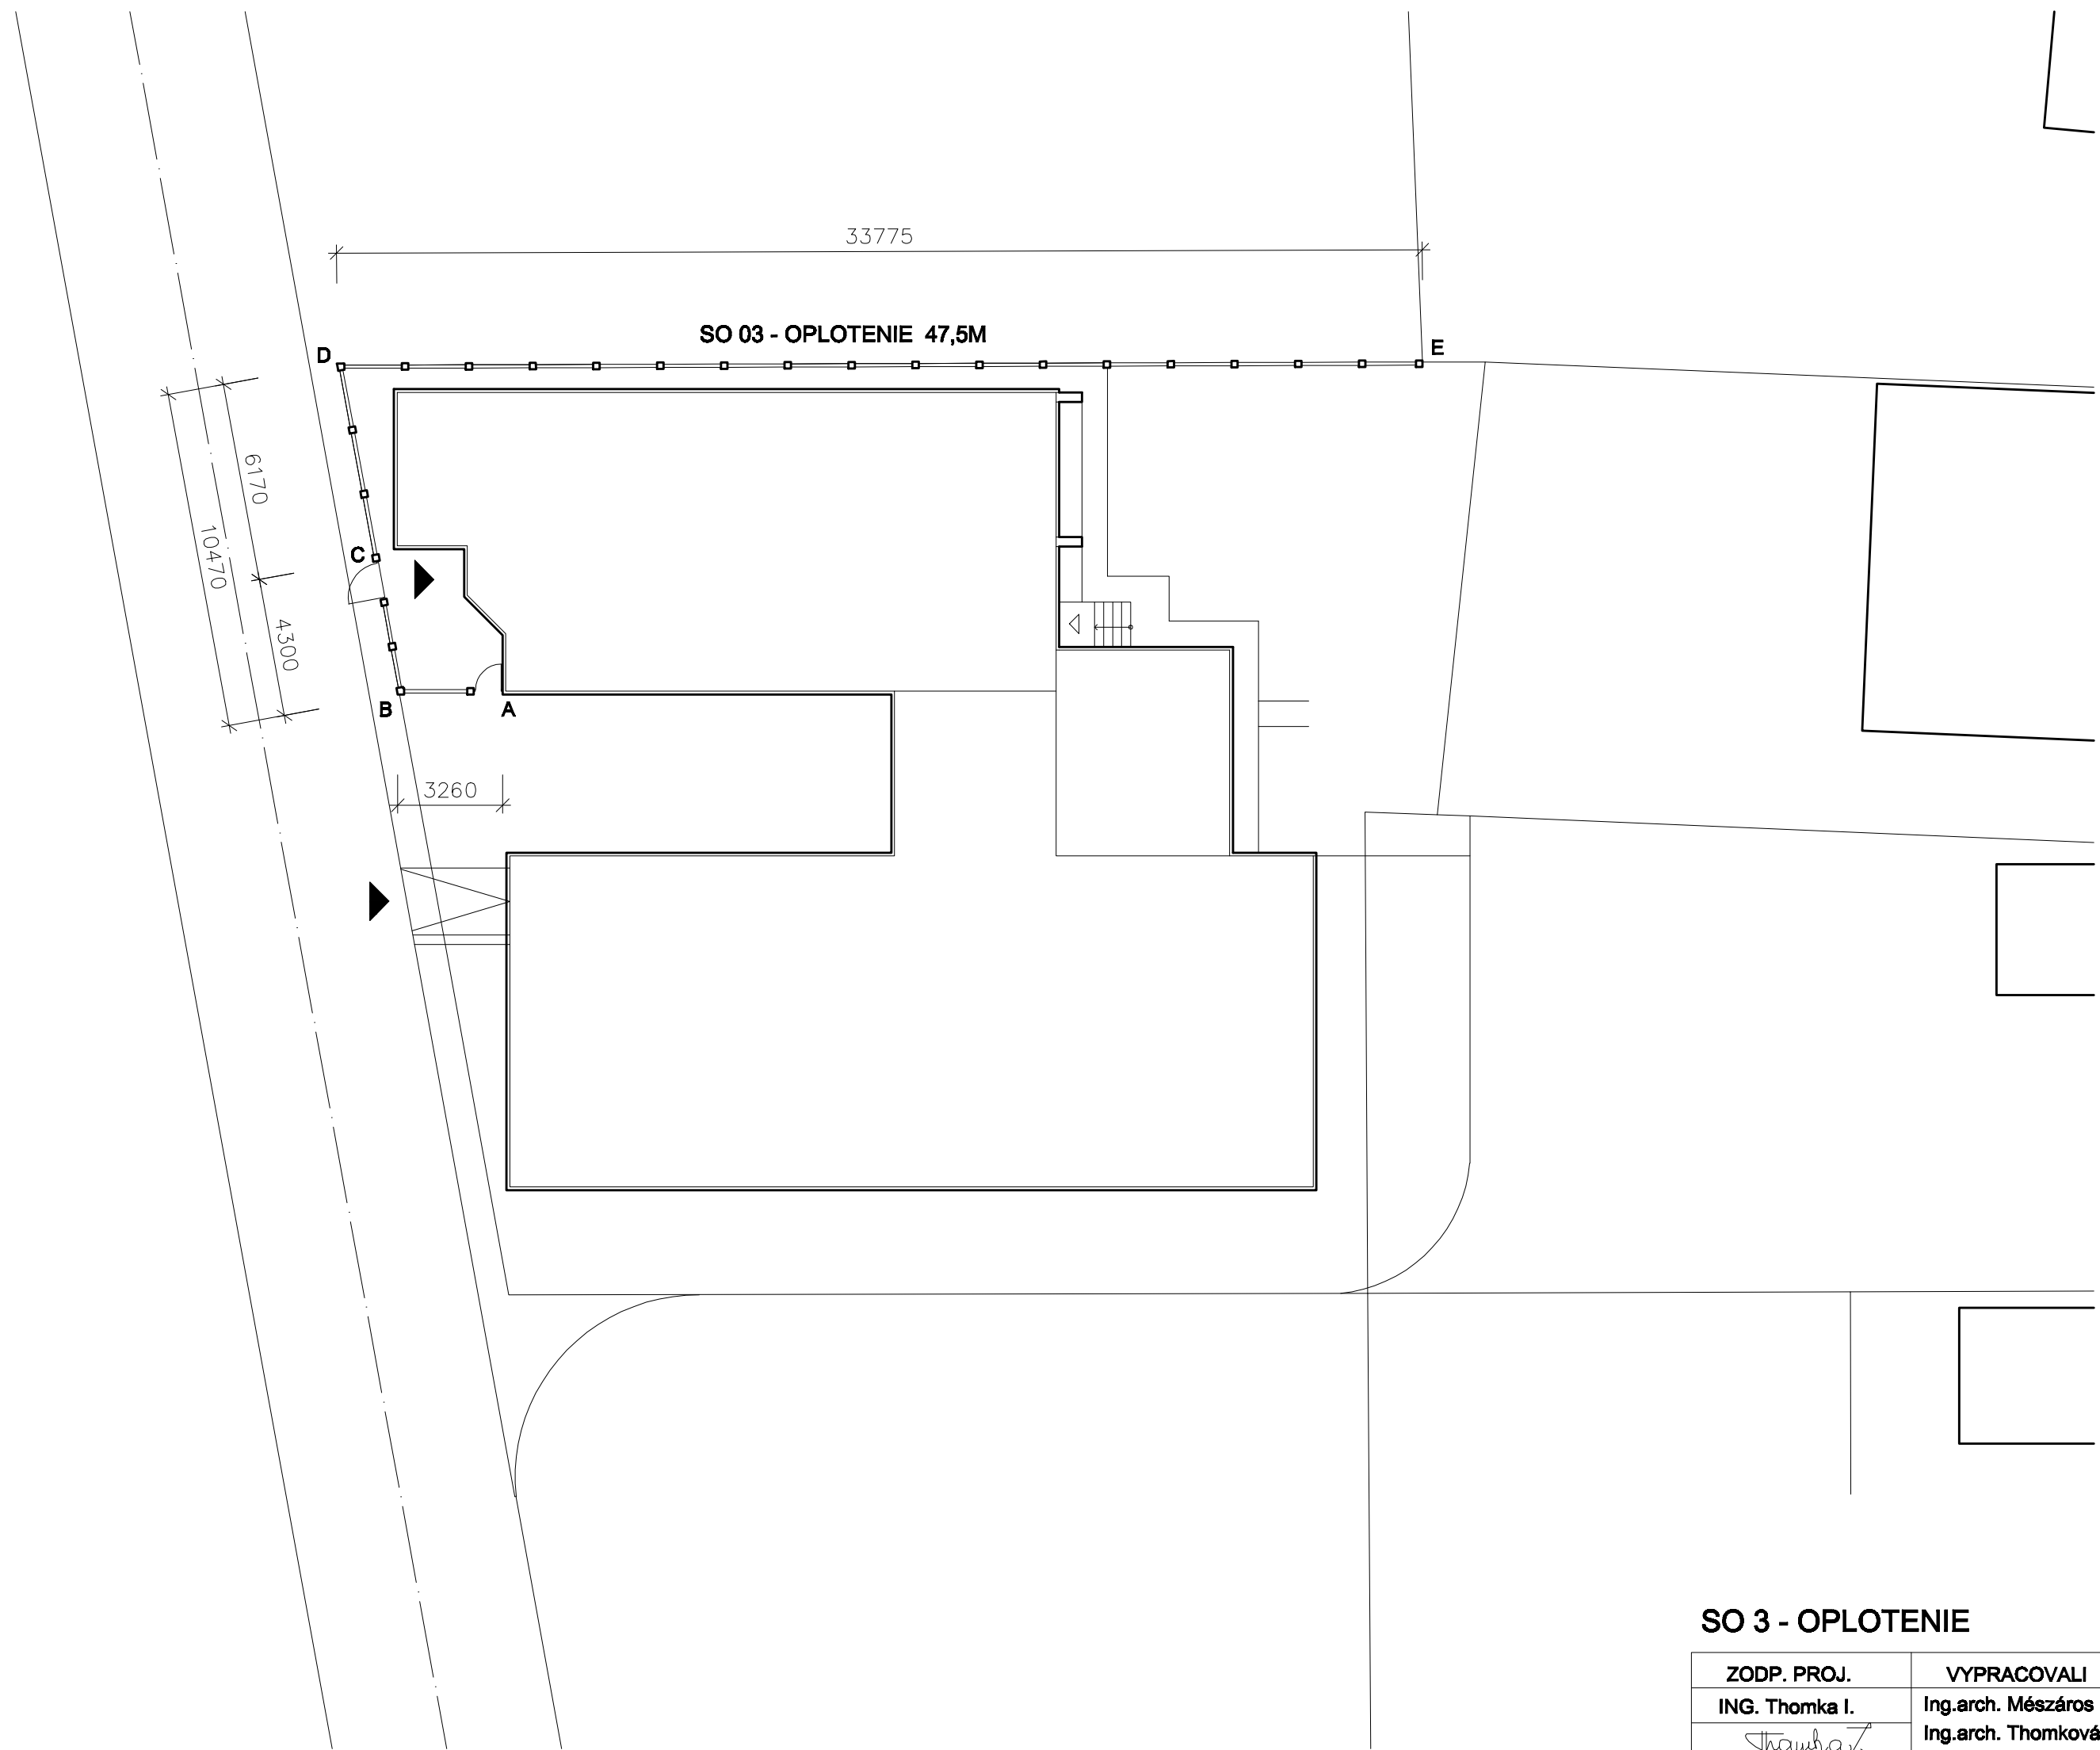 33775
SO 03 - OPLOTENIE 47,5M
D
E
6170
10470
C
4300
B
A
3260
SO 3 - OPLOTENIE
ZODP. PROJ.
VYPRACOVALI
ING. Thomka I.
Ing.arch. Mészáros
Ing.arch. Thomková